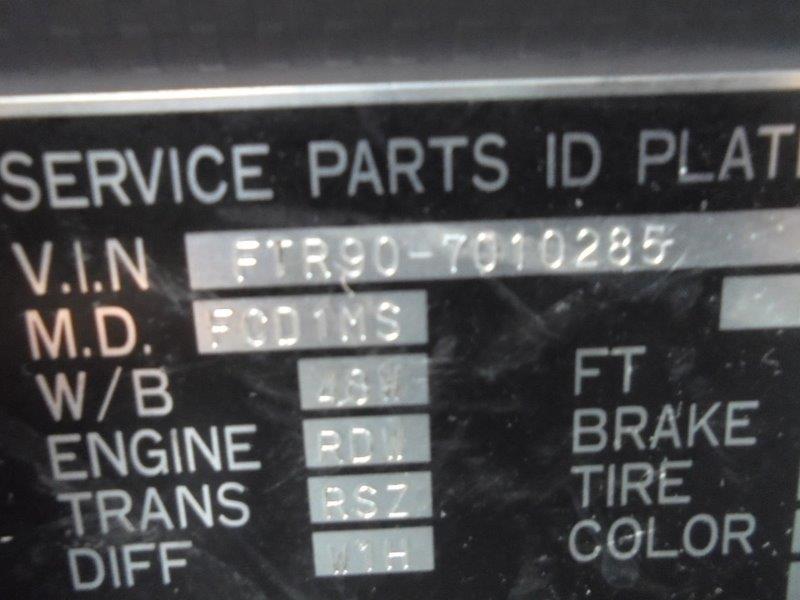 SERVICE PARTS ID PLAT
V.I.N FTR90-7010285
M.D. FCD1MS
W/B 48W FT
ENGINE RDW BRAKE
TRANS RSZ TIRE
DIFF W1H COLOR